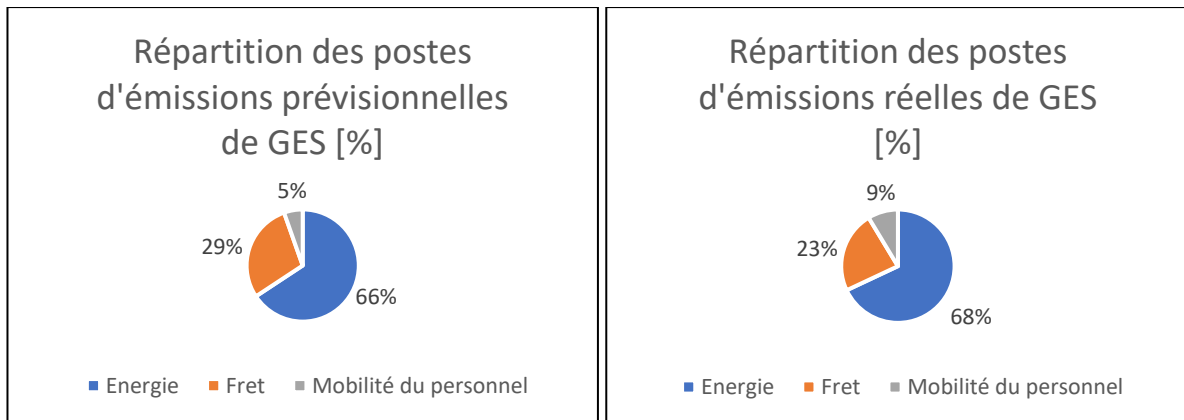 Répartition des postes
d'émissions prévisionnelles
de GES [%]
5%
29%
66%
Energie
Fret
Mobilité du personnel
Répartition des postes
d'émissions réelles de GES
[%]
9%
23%
68%
Energie
Fret
Mobilité du personnel